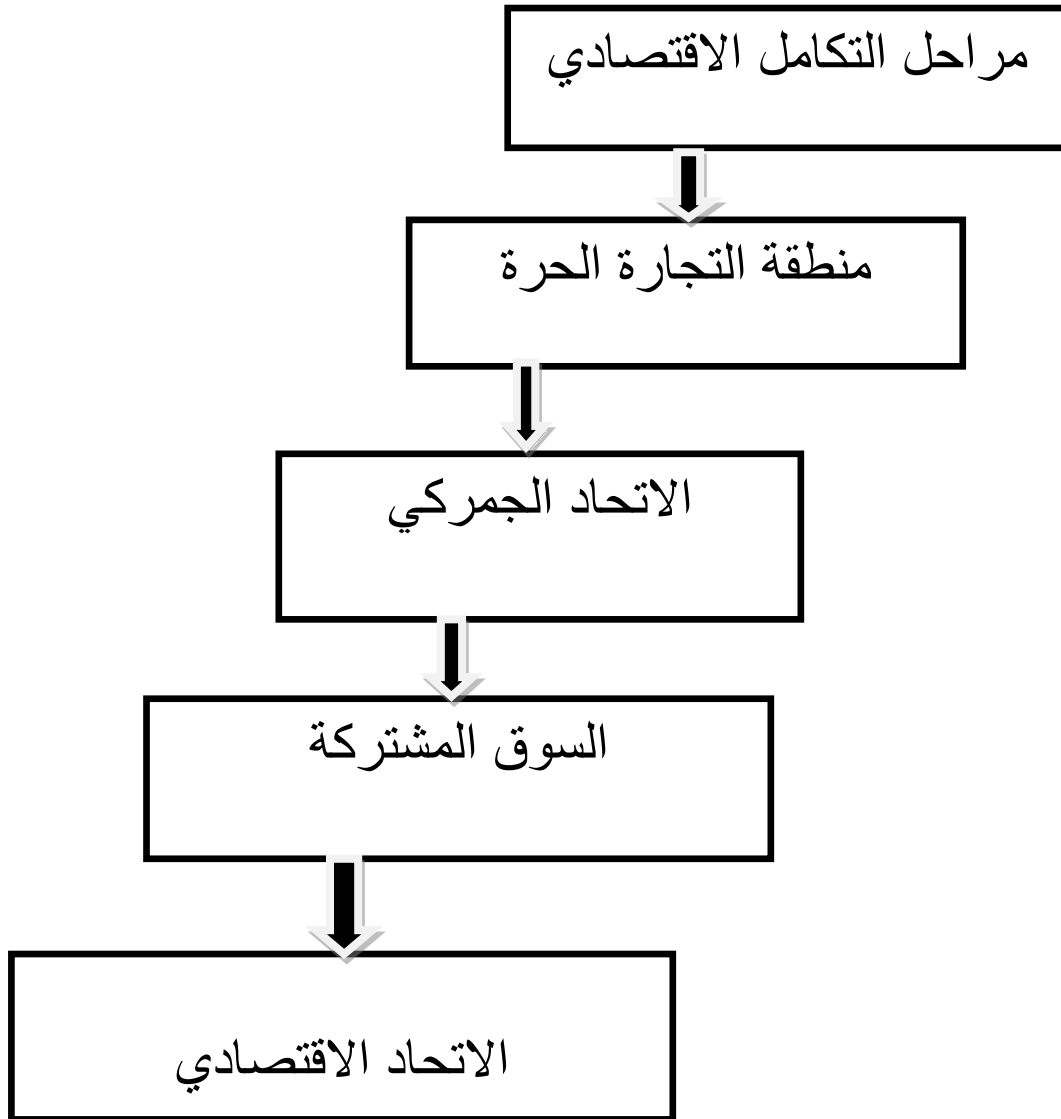 مراحل التكامل الاقتصادي
منطقة التجارة الحرة
الاتحاد الجمركي
السوق المشتركة
الاتحاد الاقتصادي